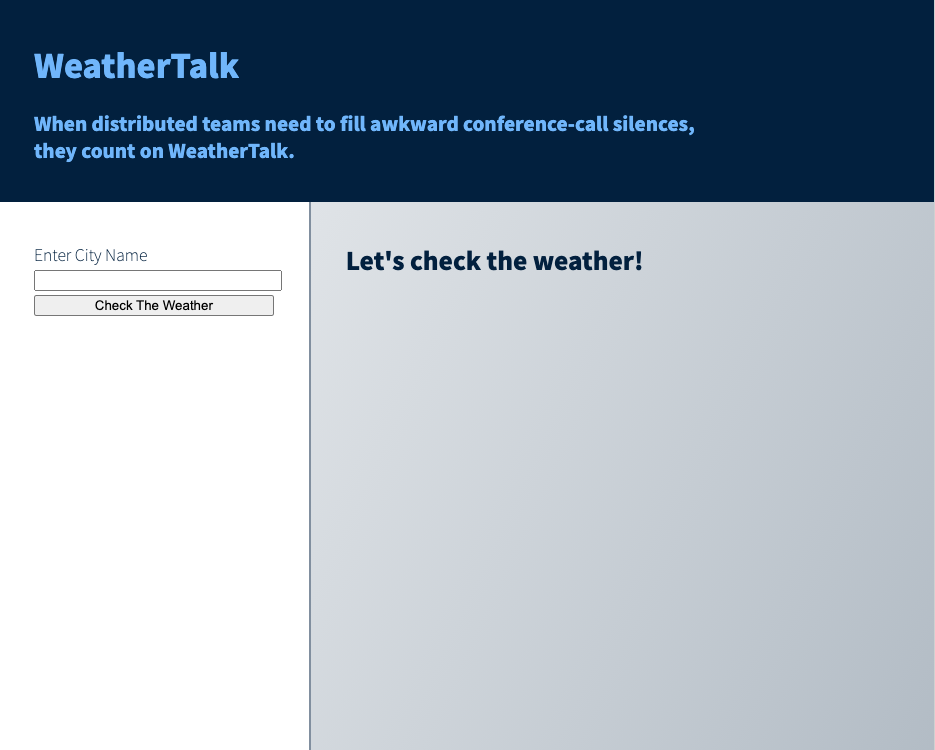 WeatherTalk
When distributed teams need to fill awkward conference-call silences,
they count on WeatherTalk.
Enter City Name
Check The Weather
Let's check the weather!